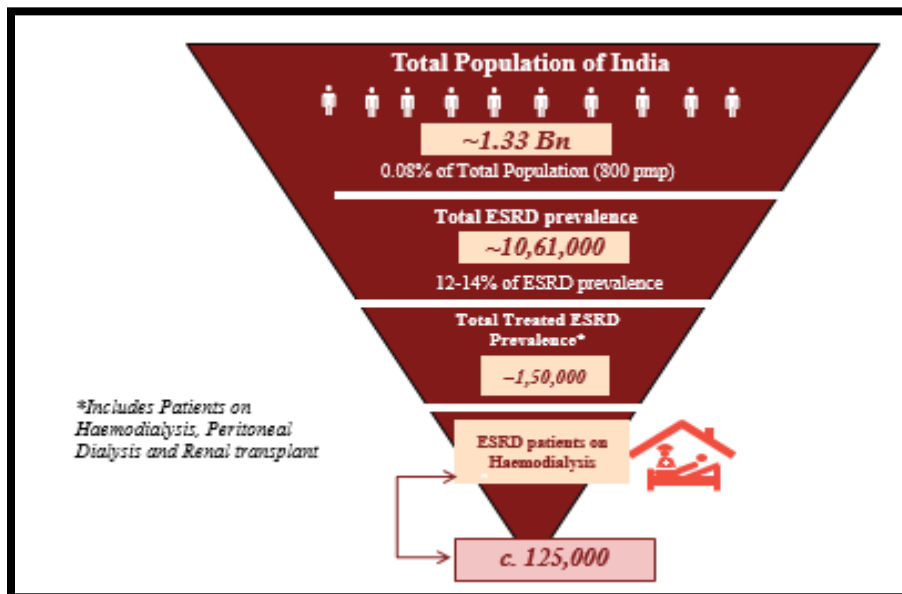 Total Population of India
~1.33 Bn
0.08% of Total Population (800 pmp)
Total ESRD prevalence
~10,61,000
12-14% of ESRD prevalence
Total Treated ESRD
Prevalence*
~1,50,000
*Includes Patients on
Haemodialysis, Peritoneal
Dialysis and Renal transplant
ESRD patients on
Haemodialysis
c. 125,000